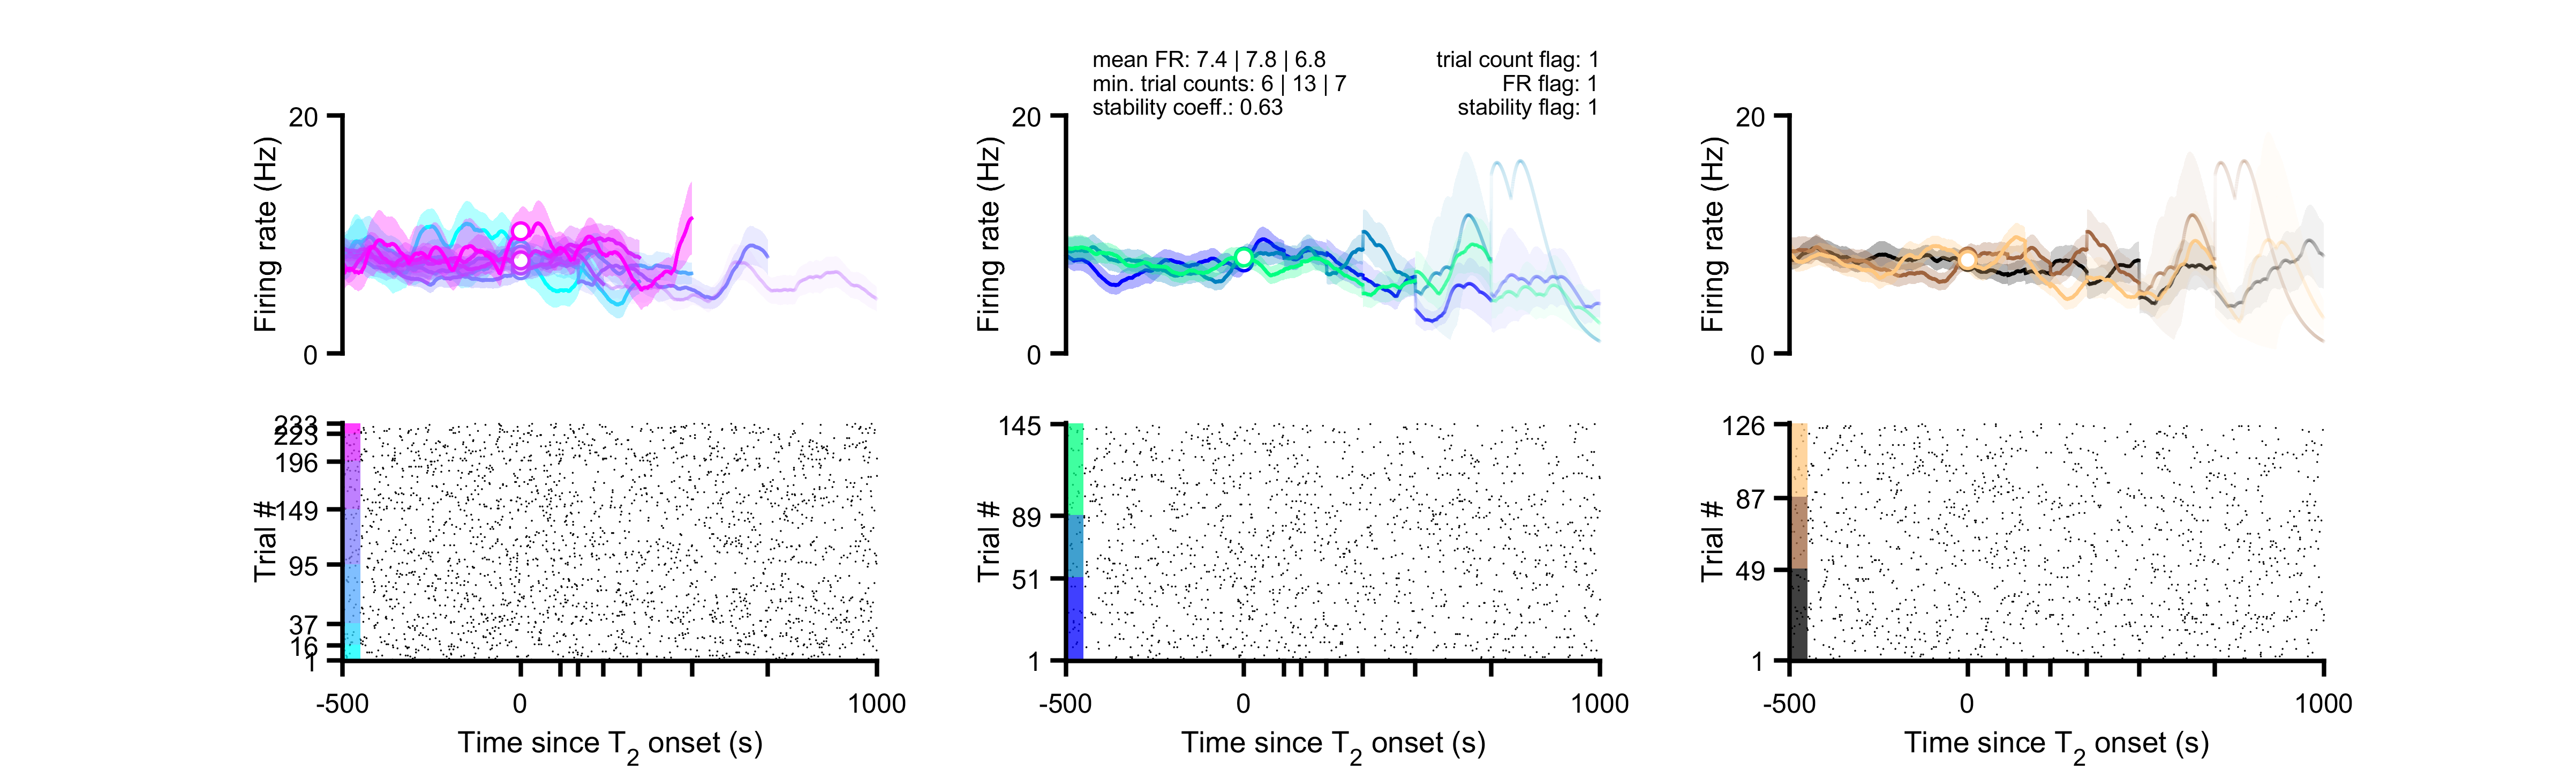 mean FR: 7.4 | 7.8 | 6.8
min. trial counts: 6 | 13 | 7
stability coeff.: 0.63
trial count flag: 1
FR flag: 1
stability flag: 1
20
Firing rate (Hz)
0
20
Firing rate (Hz)
0
20
Firing rate (Hz)
0
233
223
196
149
95
37
16
1
Trial #
-500
0
1000
Time since T2 onset (s)
145
89
51
1
Trial #
-500
0
1000
Time since T2 onset (s)
126
87
49
1
Trial #
-500
0
1000
Time since T2 onset (s)